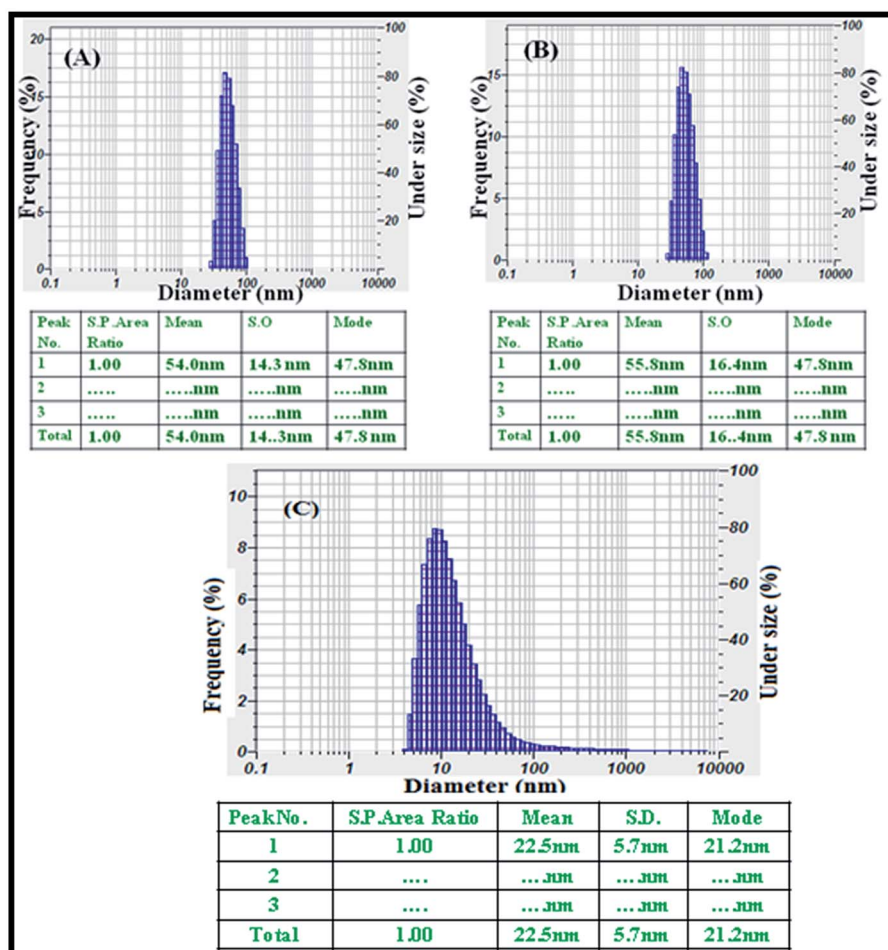 (A)
Frequency (%)
20
15
10
5
0
100
80
60
40
20
Under size (%)
0.1 1 10 100 1000 10000
Diameter (nm)
Peak No. S.P.Area Ratio Mean S.O Mode
1 1.00 54.0nm 14.3nm 47.8nm
2 ..... .....nm .....nm .....nm
3 ..... .....nm .....nm .....nm
Total 1.00 54.0nm 14..3nm 47.8nm
(B)
Frequency (%)
15
10
5
0
100
80
60
40
20
Under size (%)
0.1 1 10 100 1000 10000
Diameter (nm)
Peak No. S.P.Area Ratio Mean S.O Mode
1 1.00 55.8nm 16.4nm 47.8nm
2 ..... .....nm .....nm .....nm
3 ..... .....nm .....nm .....nm
Total 1.00 55.8nm 16..4nm 47.8nm
(C)
Frequency (%)
10
8
6
4
2
0
100
80
60
40
20
Under size (%)
0.1 1 10 100 1000 10000
Diameter (nm)
PeakNo. S.P.Area Ratio Mean S.D. Mode
1 1.00 22.5nm 5.7nm 21.2nm
2 .... ....nm ....nm ....nm
3 .... ....nm ....nm ....nm
Total 1.00 22.5nm 5.7nm 21.2nm